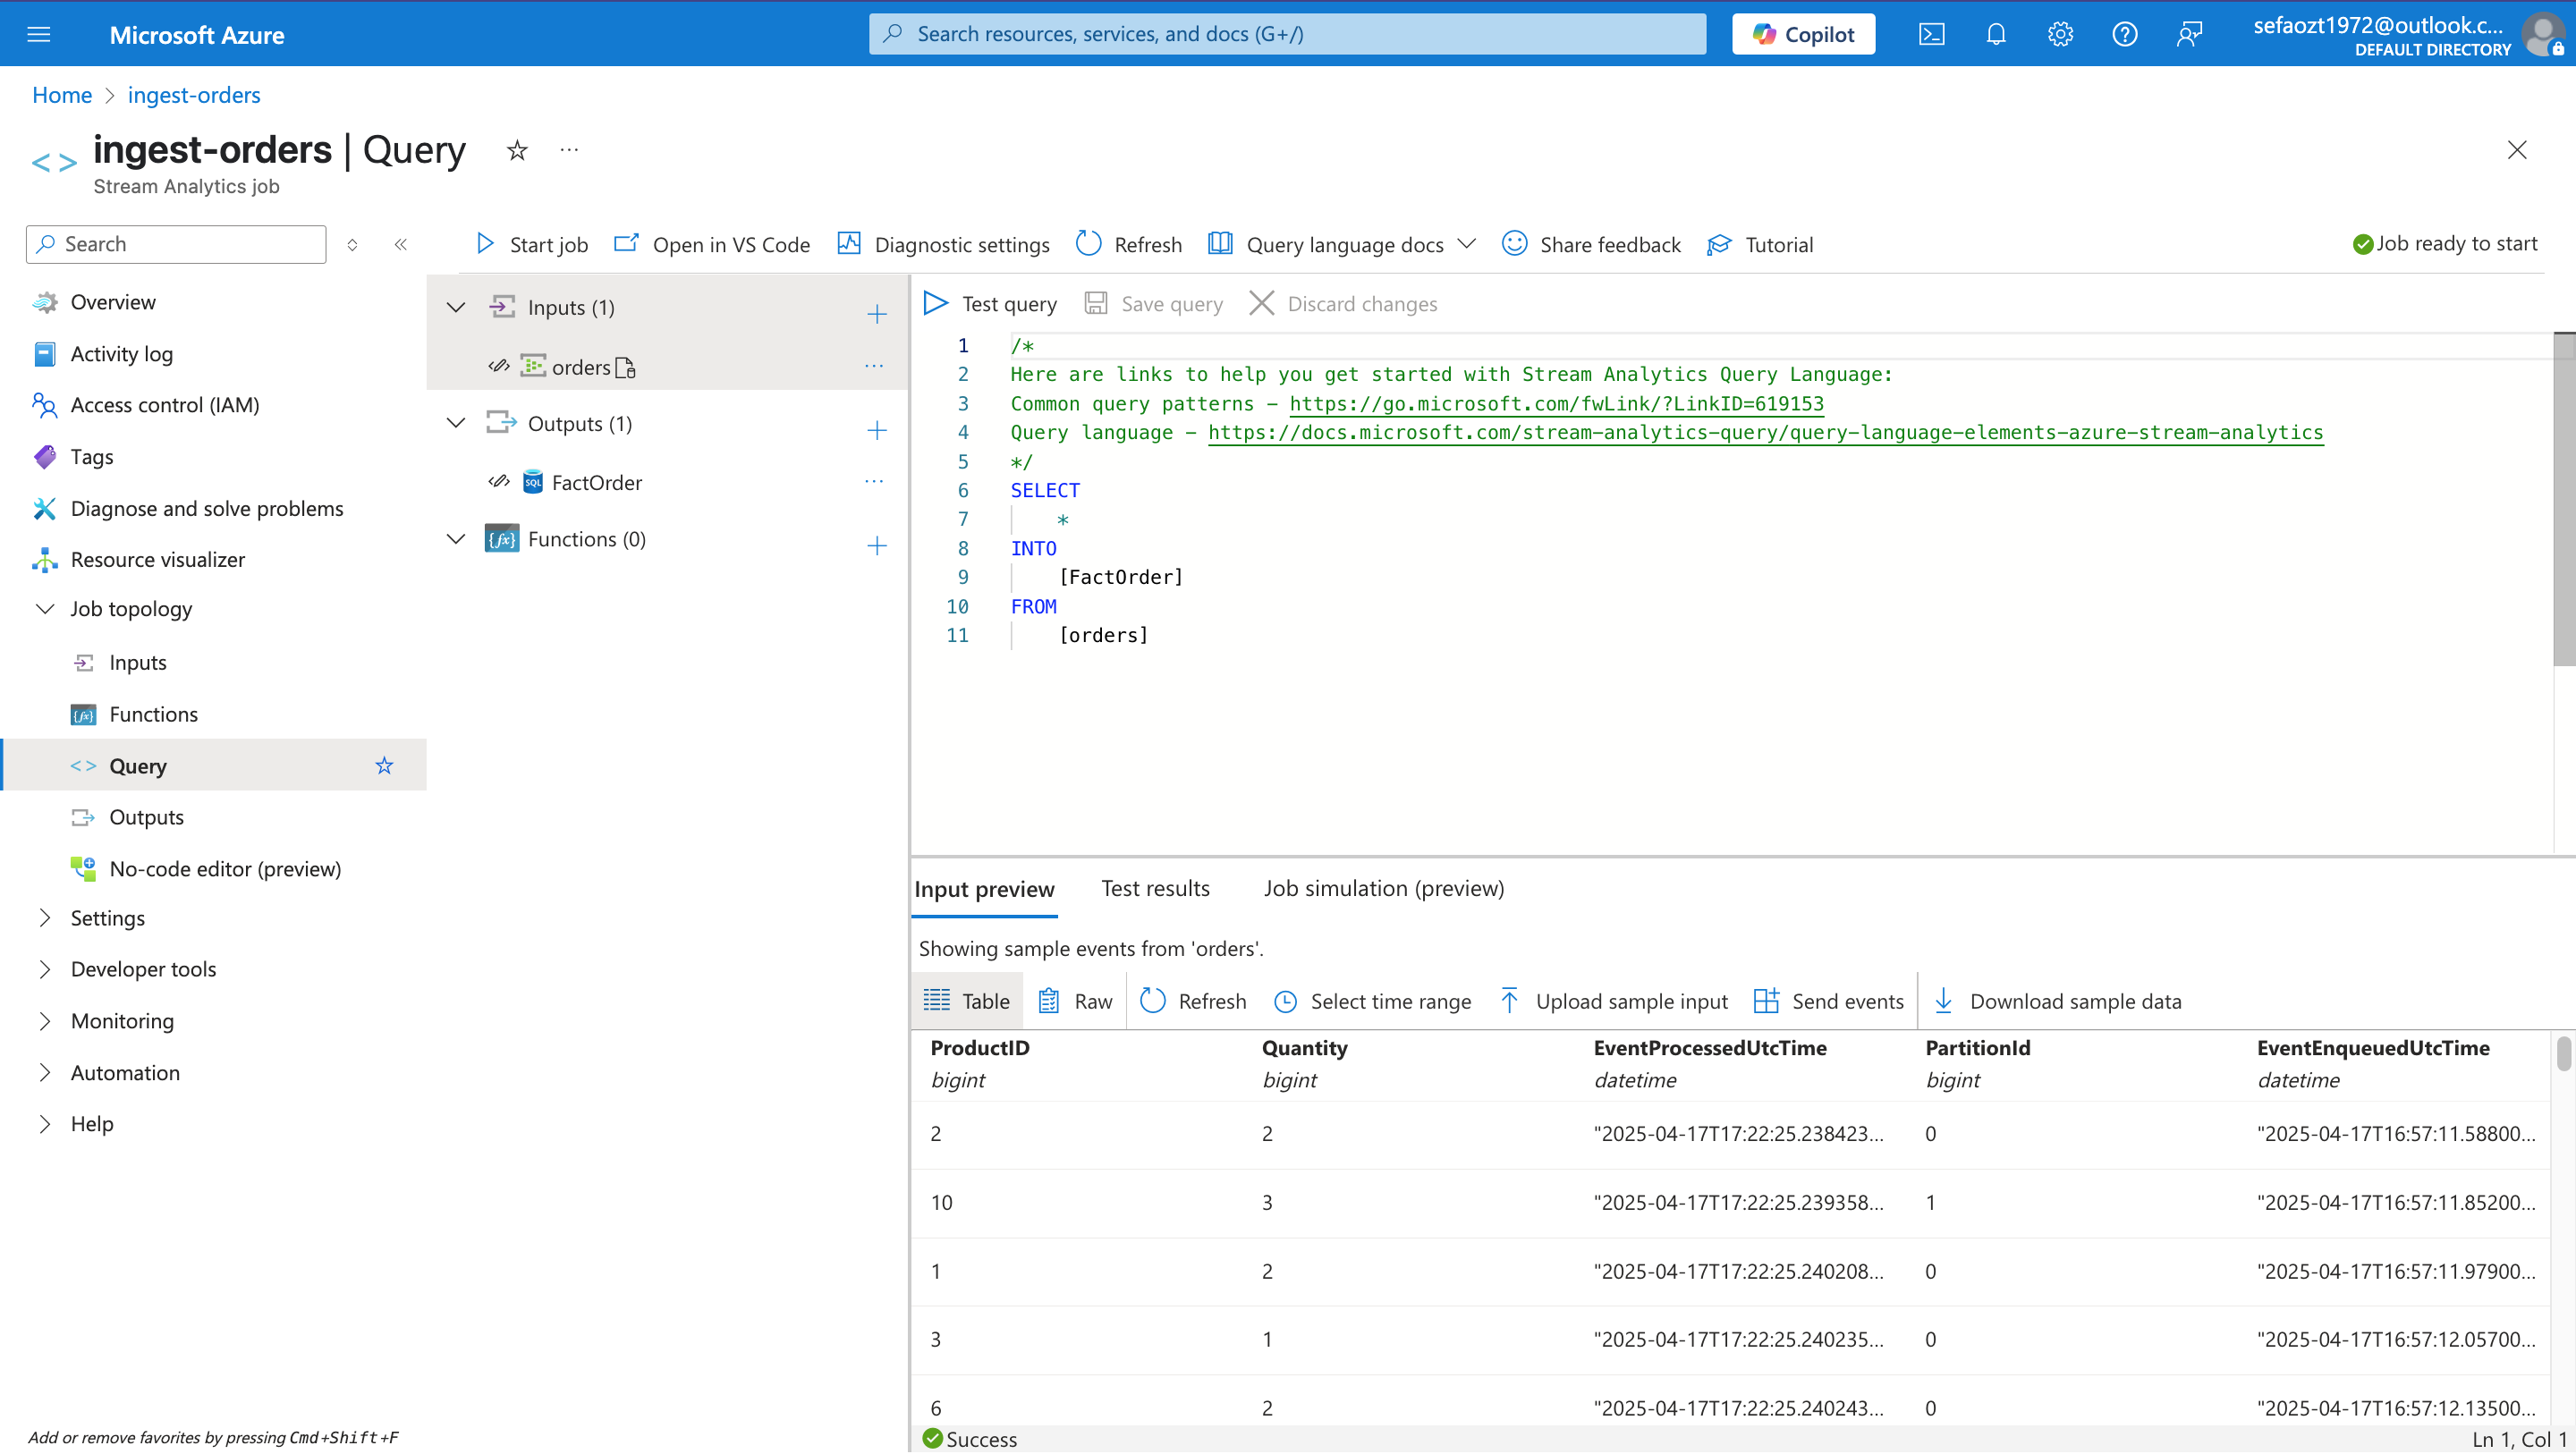 Microsoft Azure
Search resources, services, and docs (G+/)
Copilot
sefaozt1972@outlook.c...
DEFAULT DIRECTORY
Home > ingest-orders
ingest-orders | Query
Stream Analytics job
Search
Start job
Open in VS Code
Diagnostic settings
Refresh
Query language docs
Share feedback
Tutorial
Job ready to start
Overview
Activity log
Access control (IAM)
Tags
Diagnose and solve problems
Resource visualizer
Job topology
Inputs
Functions
Query
Outputs
No-code editor (preview)
Settings
Developer tools
Monitoring
Automation
Help
Add or remove favorites by pressing Cmd+Shift+F
Inputs (1)
orders
Outputs (1)
SQL
FactOrder
{fx}
Functions (0)
Test query
Save query
Discard changes
1 /*
2 Here are links to help you get started with Stream Analytics Query Language:
3 Common query patterns - https://go.microsoft.com/fwLink/?LinkID=619153
4 Query language - https://docs.microsoft.com/stream-analytics-query/query-language-elements-azure-stream-analytics
5 */
6 SELECT
7 *
8 INTO
9 [FactOrder]
10 FROM
11 [orders]
Input preview
Test results
Job simulation (preview)
Showing sample events from 'orders'.
Table
Raw
Refresh
Select time range
Upload sample input
Send events
Download sample data
ProductID Quantity EventProcessedUtcTime PartitionId EventEnqueuedUtcTime
bigint bigint datetime bigint datetime
2 2 "2025-04-17T17:22:25.238423... 0 "2025-04-17T16:57:11.58800...
10 3 "2025-04-17T17:22:25.239358... 1 "2025-04-17T16:57:11.85200...
1 2 "2025-04-17T17:22:25.240208... 0 "2025-04-17T16:57:11.97900...
3 1 "2025-04-17T17:22:25.240235... 0 "2025-04-17T16:57:12.05700...
6 2 "2025-04-17T17:22:25.240243... 0 "2025-04-17T16:57:12.13500...
Success
Ln 1, Col 1